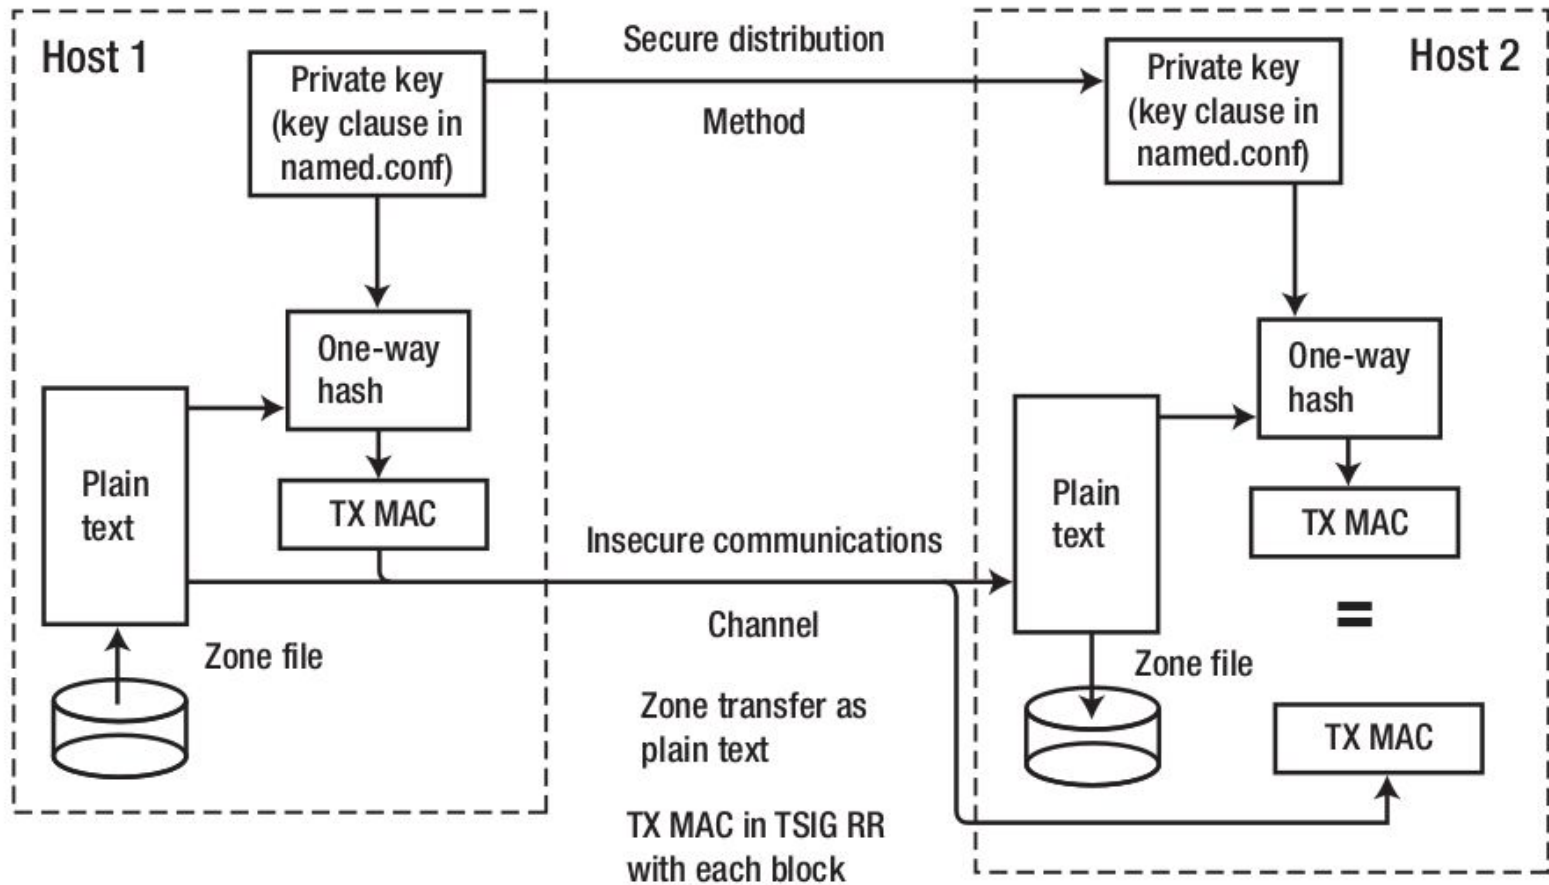 Host 1
Private key
(key clause in
named.conf)
Secure distribution
Method
Private key
(key clause in
named.conf)
Host 2
One-way
hash
Plain
text
TX MAC
Insecure communications
Channel
Zone file
Zone transfer as
plain text
TX MAC in TSIG RR
with each block
One-way
hash
Plain
text
TX MAC
=
Zone file
TX MAC